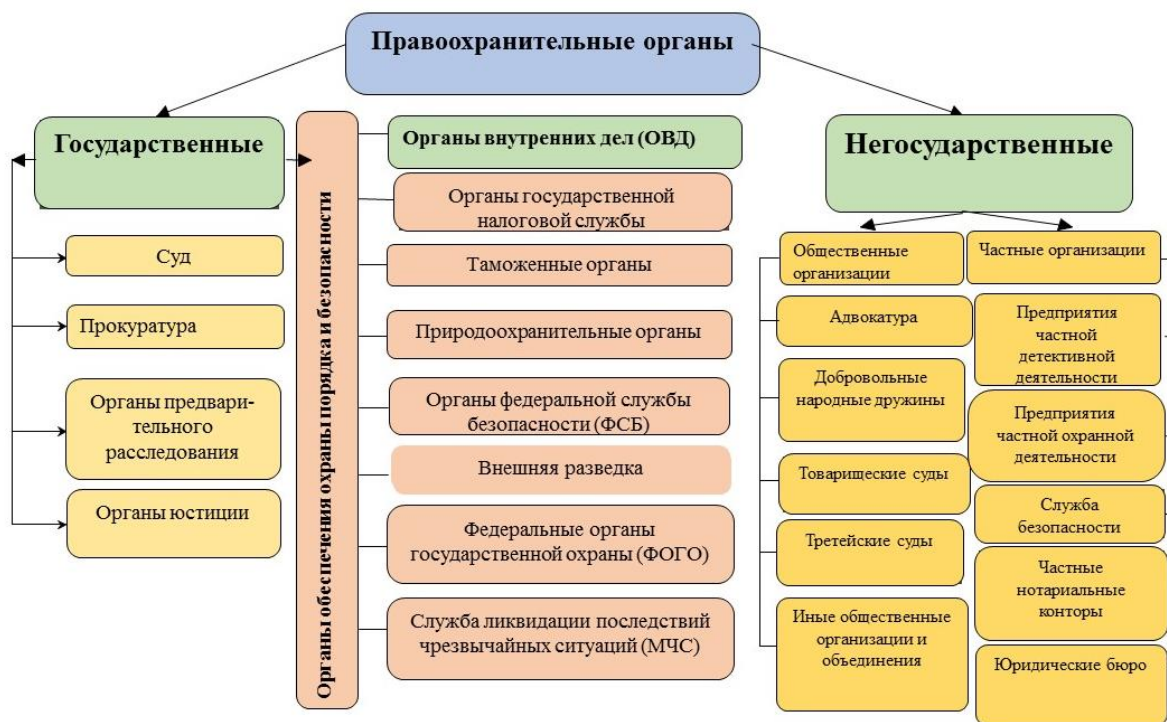 Правоохранительные органы
Государственные
Суд
Прокуратура
Органы предвари-
тельного
расследования
Органы юстиции
Органы обеспечения охраны порядка и безопасности
Органы внутренних дел (ОВД)
Органы государственной
налоговой службы
Таможенные органы
Природоохранительные органы
Органы федеральной службы
безопасности (ФСБ)
Внешняя разведка
Федеральные органы
государственной охраны (ФОГО)
Служба ликвидации последствий
чрезвычайных ситуаций (МЧС)
Негосударственные
Общественные
организации
Адвокатура
Добровольные
народные дружины
Товарищеские суды
Третейские суды
Иные общественные
организации и
объединения
Частные организации
Предприятия
частной
детективной
деятельности
Предприятия
частной охранной
деятельности
Служба
безопасности
Частные
нотариальные
конторы
Юридические бюро